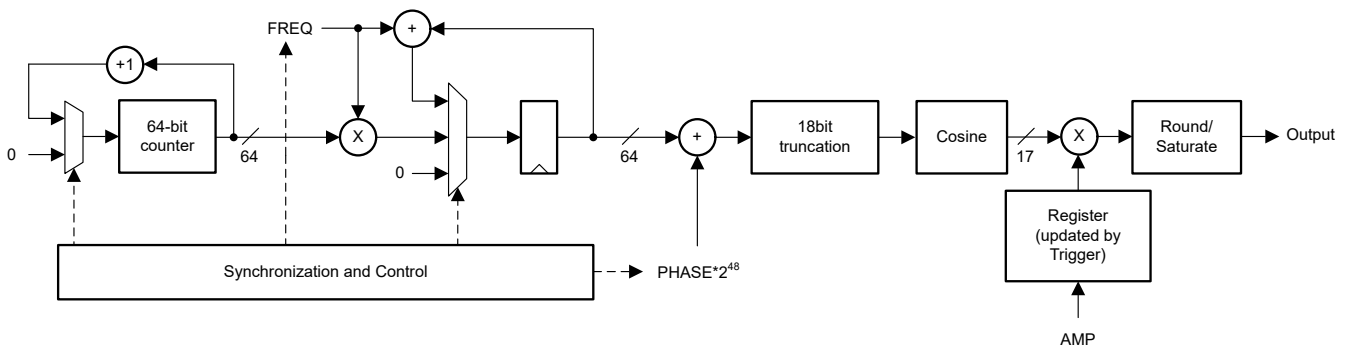 FREQ
+
+1
0
64-bit
counter
64
X
0
64
+
18bit
truncation
Cosine
17
X
Round/
Saturate
Output
Register
(updated by
Trigger)
AMP
Synchronization and Control
PHASE*2^48